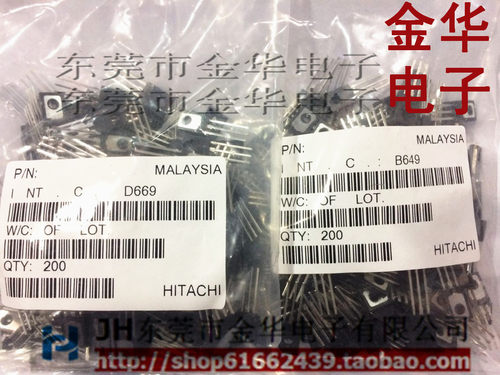 金华
电子
东莞市金华电子
东莞市金华电子
P/N:
MALAYSIA
I NT . C D669
W/C: OF LOT.
QTY: 200
HITACHI
P/N:
MALAYSIA
I NT . C . : B649
W/C: OF LOT.
QTY: 200
HITACHI
JH东莞市金华电子有限公司
http://shop61662439.taobao.com